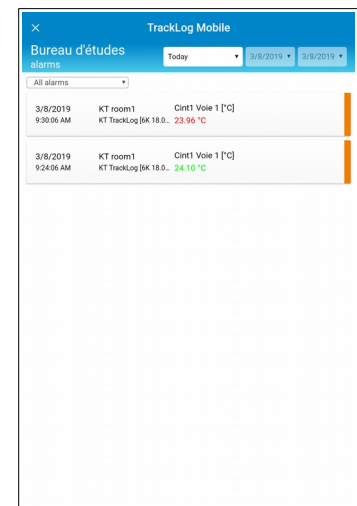 × TrackLog Mobile
Bureau d'études
alarms
Today 3/8/2019 3/8/2019
All alarms
3/8/2019 KT room1 Cint1 Voie 1 [°C]
9:30:06 AM KT TrackLog [6K 18.0... 23.96 °C
3/8/2019 KT room1 Cint1 Voie 1 [°C]
9:24:06 AM KT TrackLog [6K 18.0... 24.10 °C